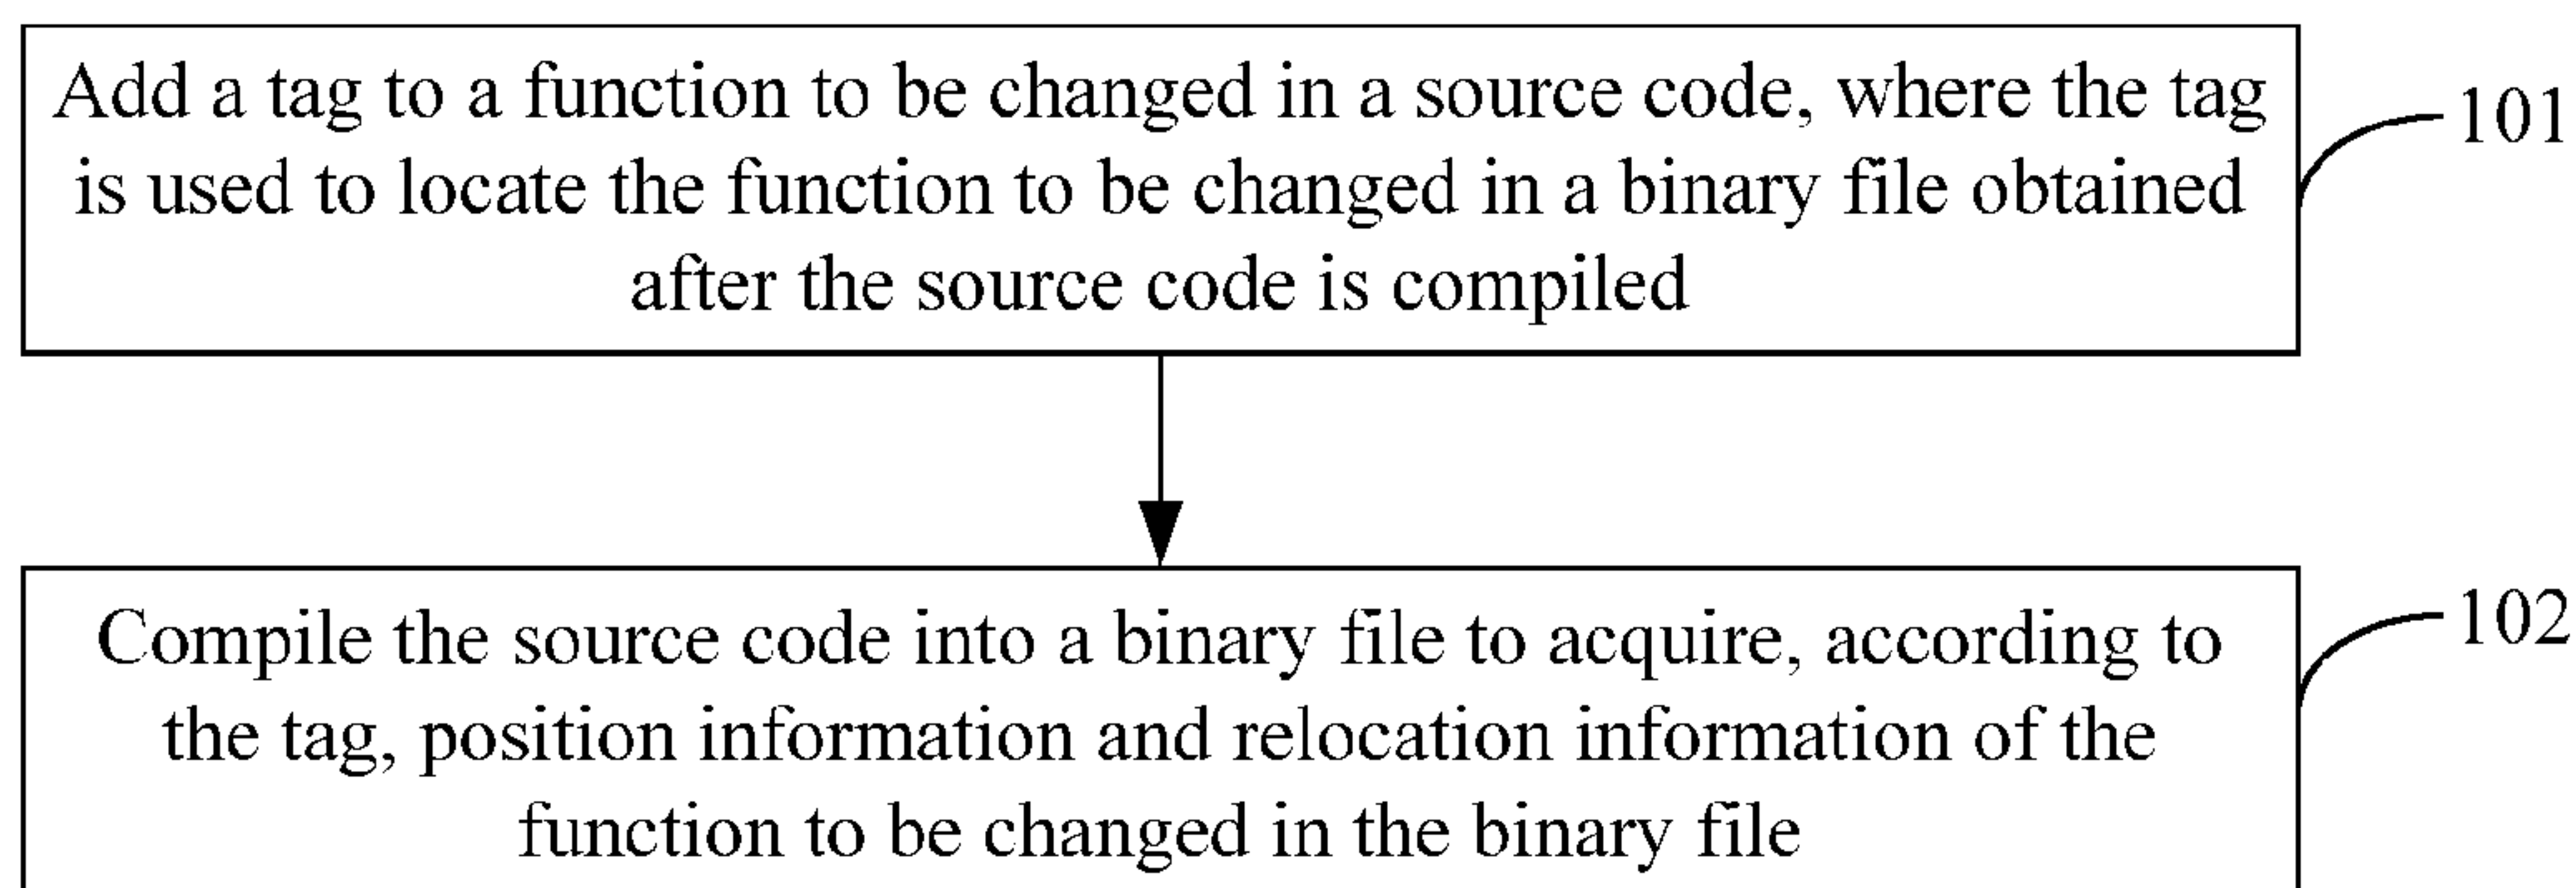 Add a tag to a function to be changed in a source code, where the tag
is used to locate the function to be changed in a binary file obtained
after the source code is compiled
101
Compile the source code into a binary file to acquire, according to
the tag, position information and relocation information of the
function to be changed in the binary file
102